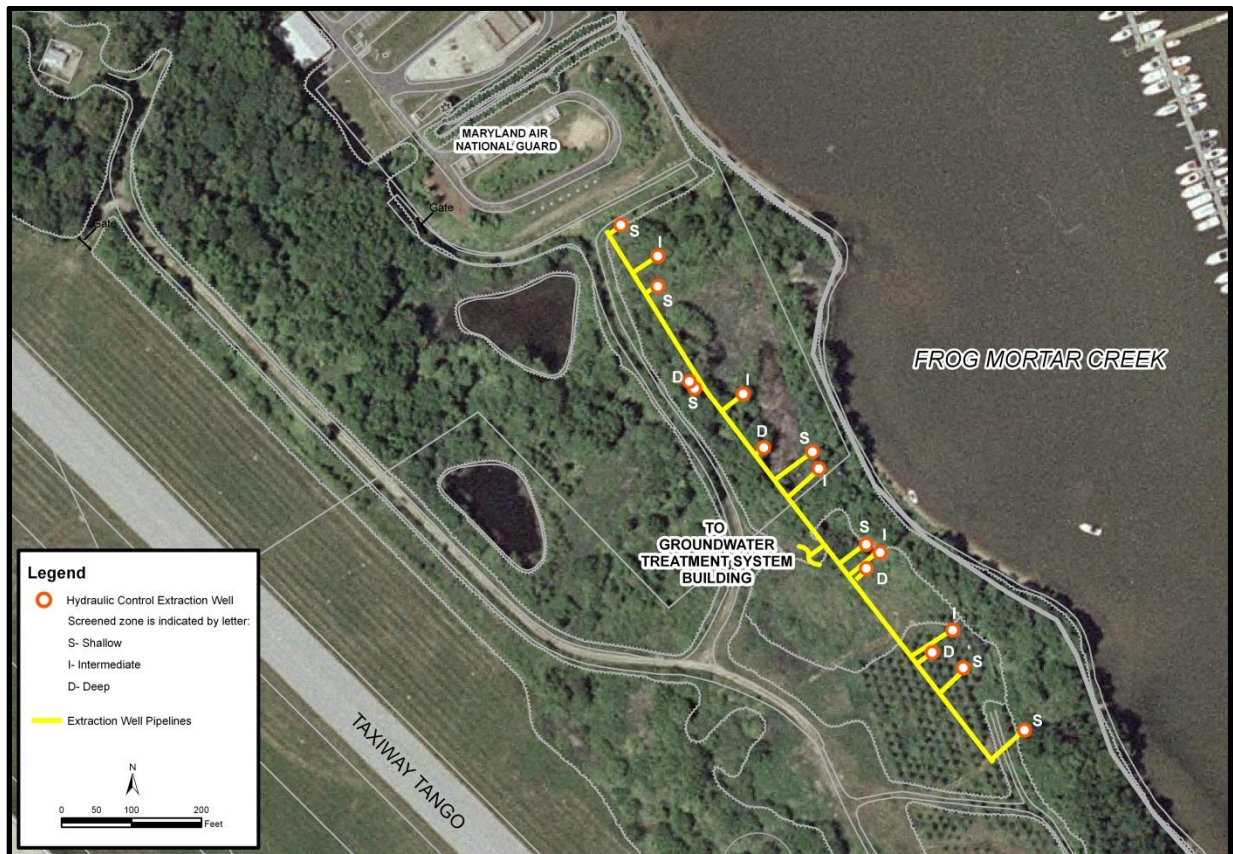 MARYLAND AIR
NATIONAL GUARD
Gate
Gate
S
I
S
D
S
I
D
S
I
FROG MORTAR CREEK
TO
GROUNDWATER
TREATMENT SYSTEM
BUILDING
S
I
D
I
D
S
S
TAXIWAY TANGO
Legend
Hydraulic Control Extraction Well
Screened zone is indicated by letter:
S- Shallow
I- Intermediate
D- Deep
Extraction Well Pipelines
N
0 50 100 200
Feet